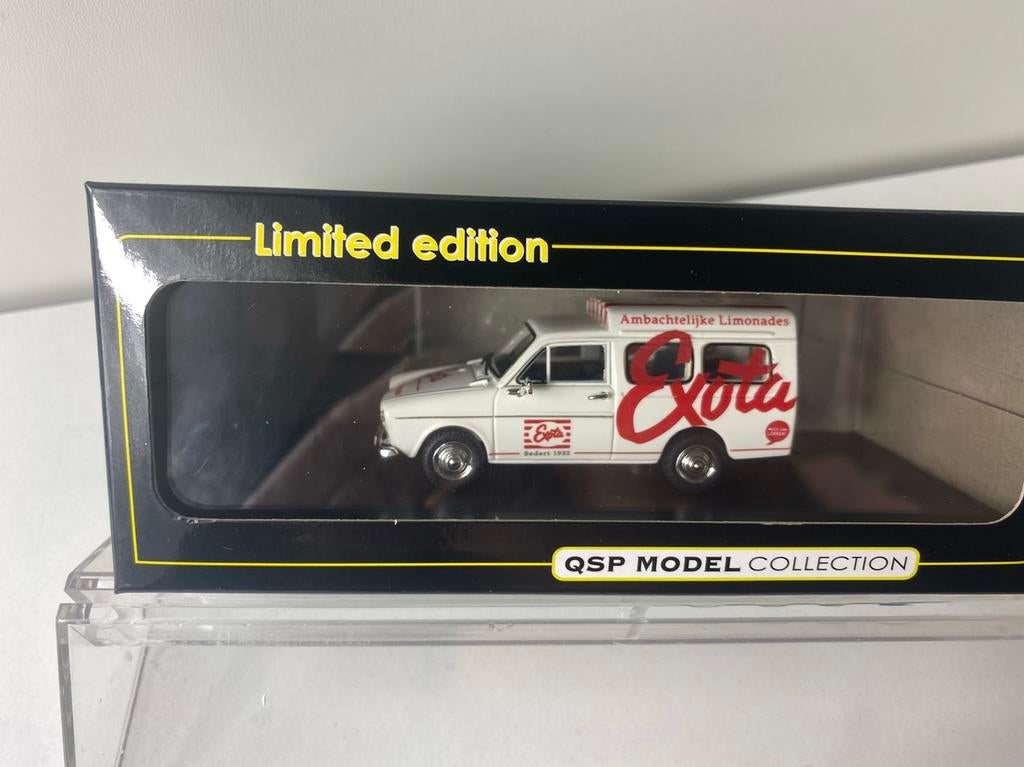 Limited edition
Ambachtelijke Limonades
Exota
Exota
Sedert 1932
QSP MODEL COLLECTION